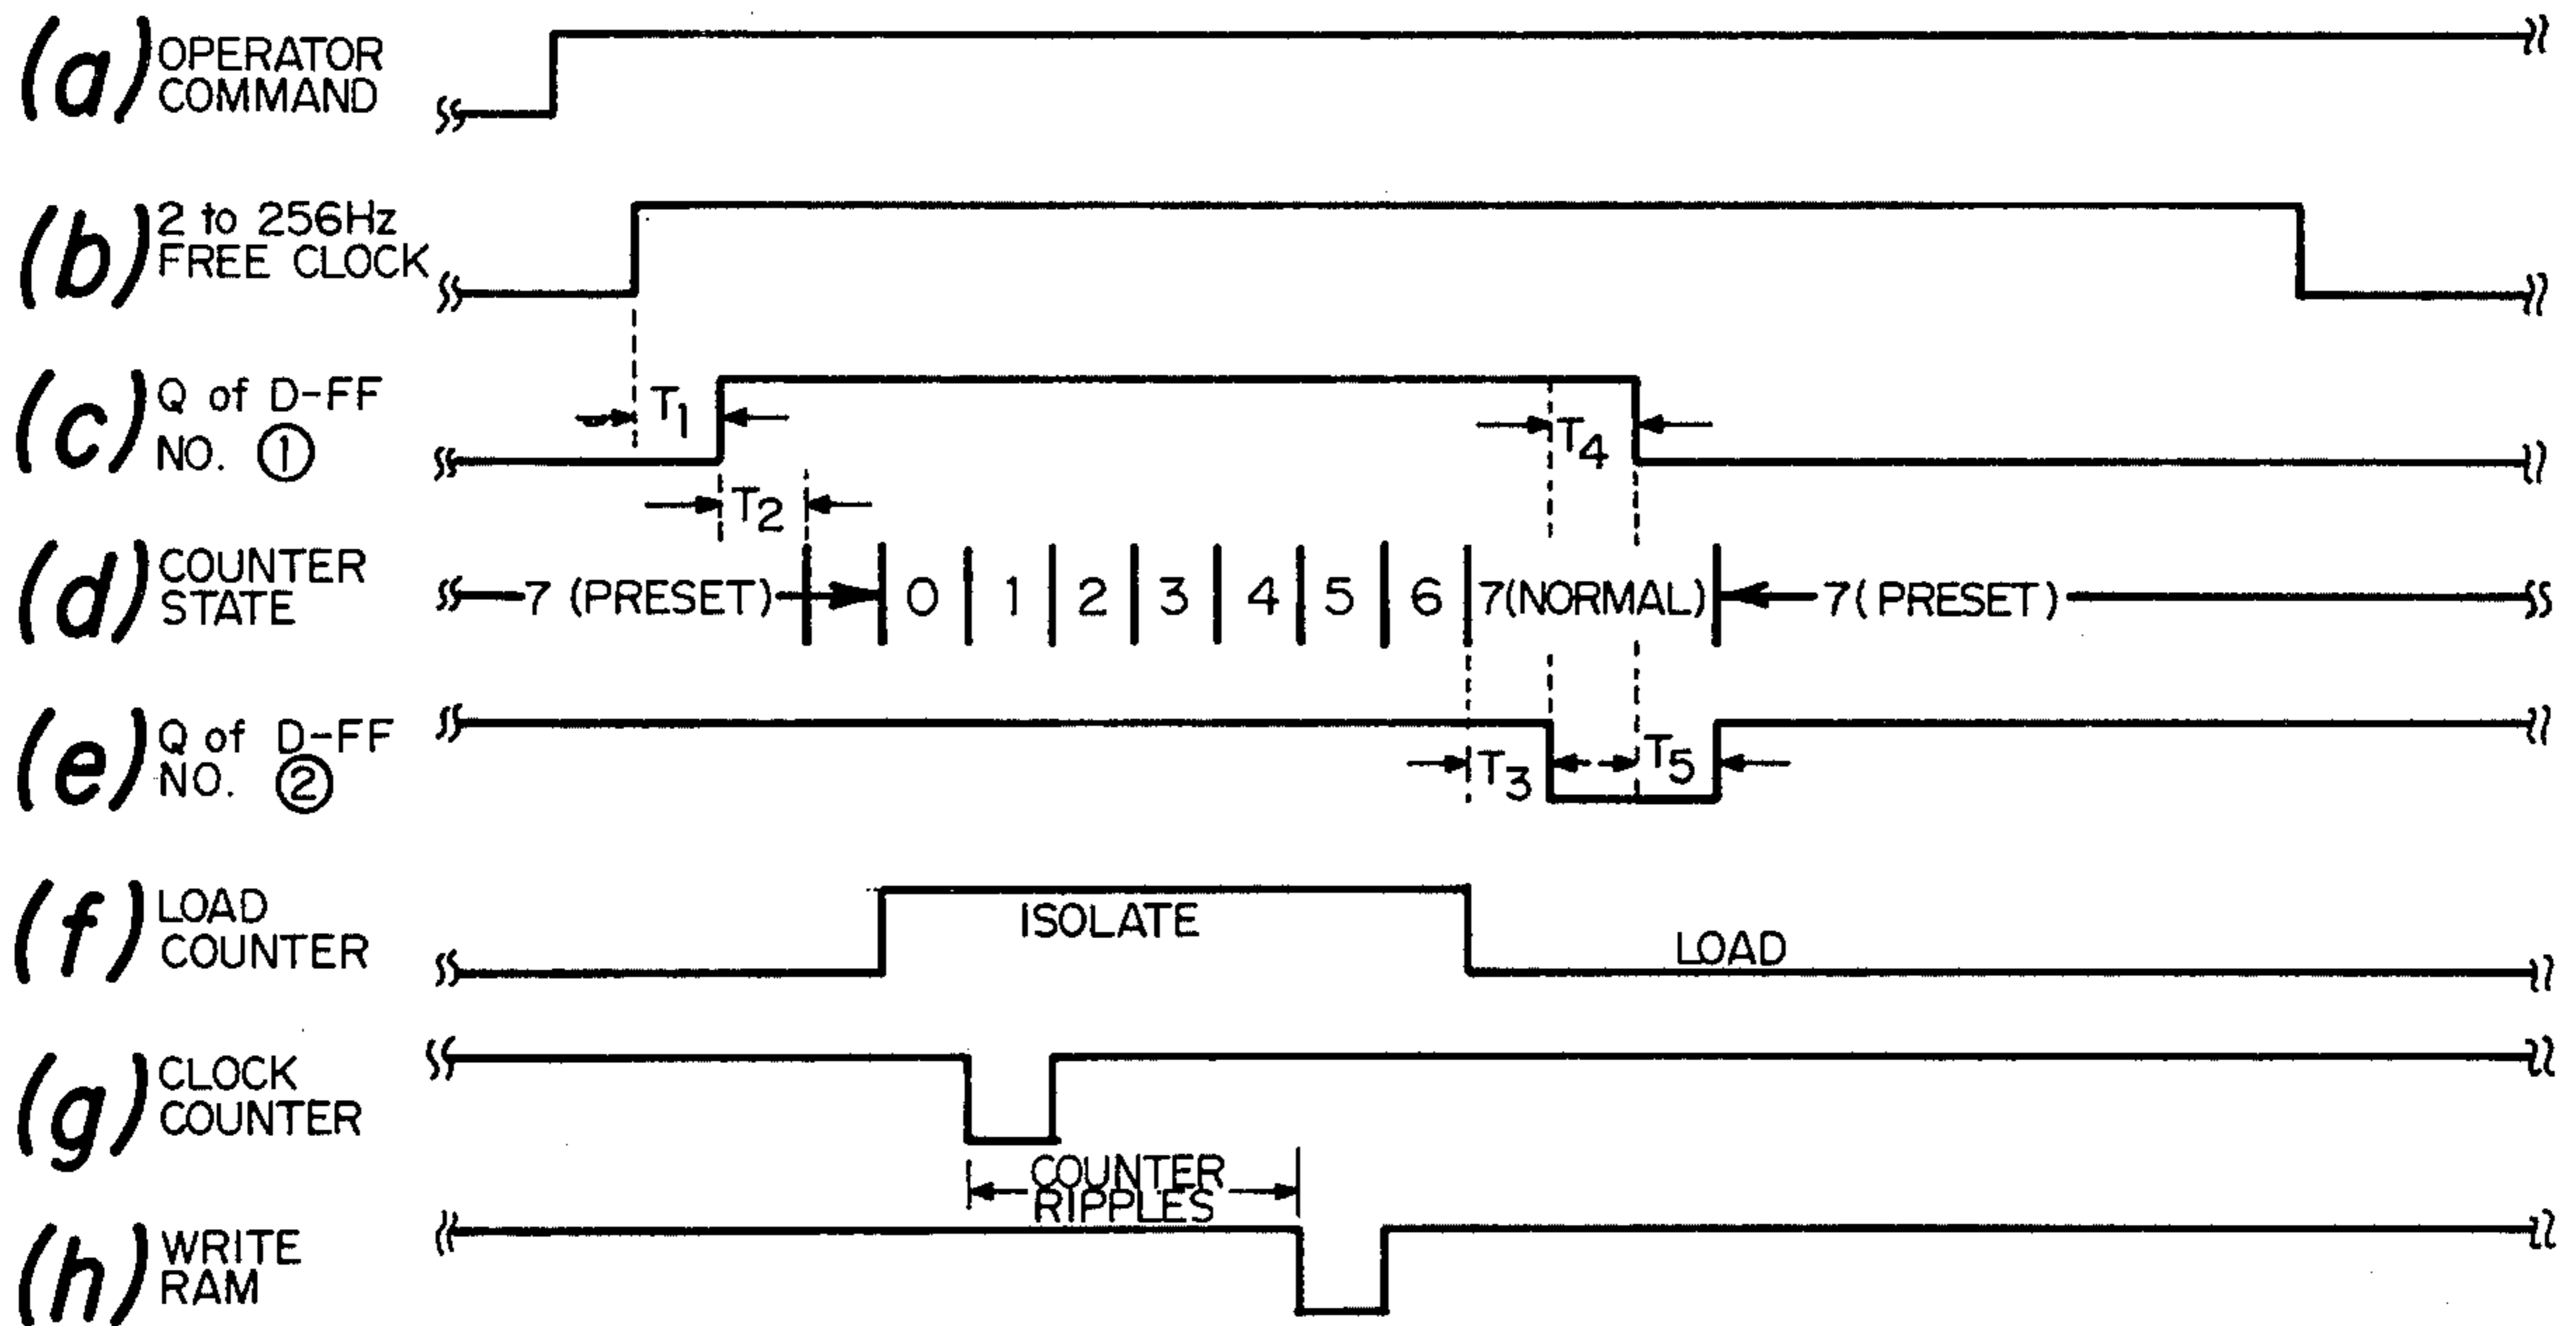 (a) OPERATOR
COMMAND
(b) 2 to 256Hz
FREE CLOCK
(c) Q of D-FF
NO. ①
T1
T4
T2
(d) COUNTER
STATE
7 (PRESET) 0 1 2 3 4 5 6 7(NORMAL) 7(PRESET)
(e) Q of D-FF
NO. ②
T3
T5
(f) LOAD
COUNTER
ISOLATE
LOAD
(g) CLOCK
COUNTER
COUNTER
RIPPLES
(h) WRITE
RAM